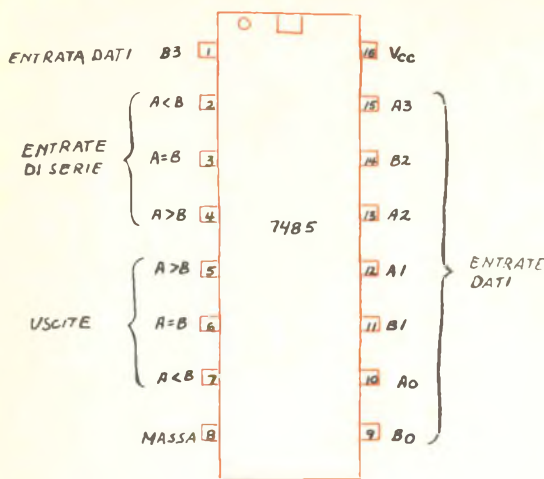 ENTRATA DATI B3 1
A<B 2
ENTRATE
DI SERIE
A=B 3
A>B 4
A>B 5
USCITE
A=B 6
A<B 7
MASSA 8
7485
16 Vcc
15 A3
14 B2
13 A2
12 A1
11 B1
10 A0
9 B0
ENTRATE
DATI